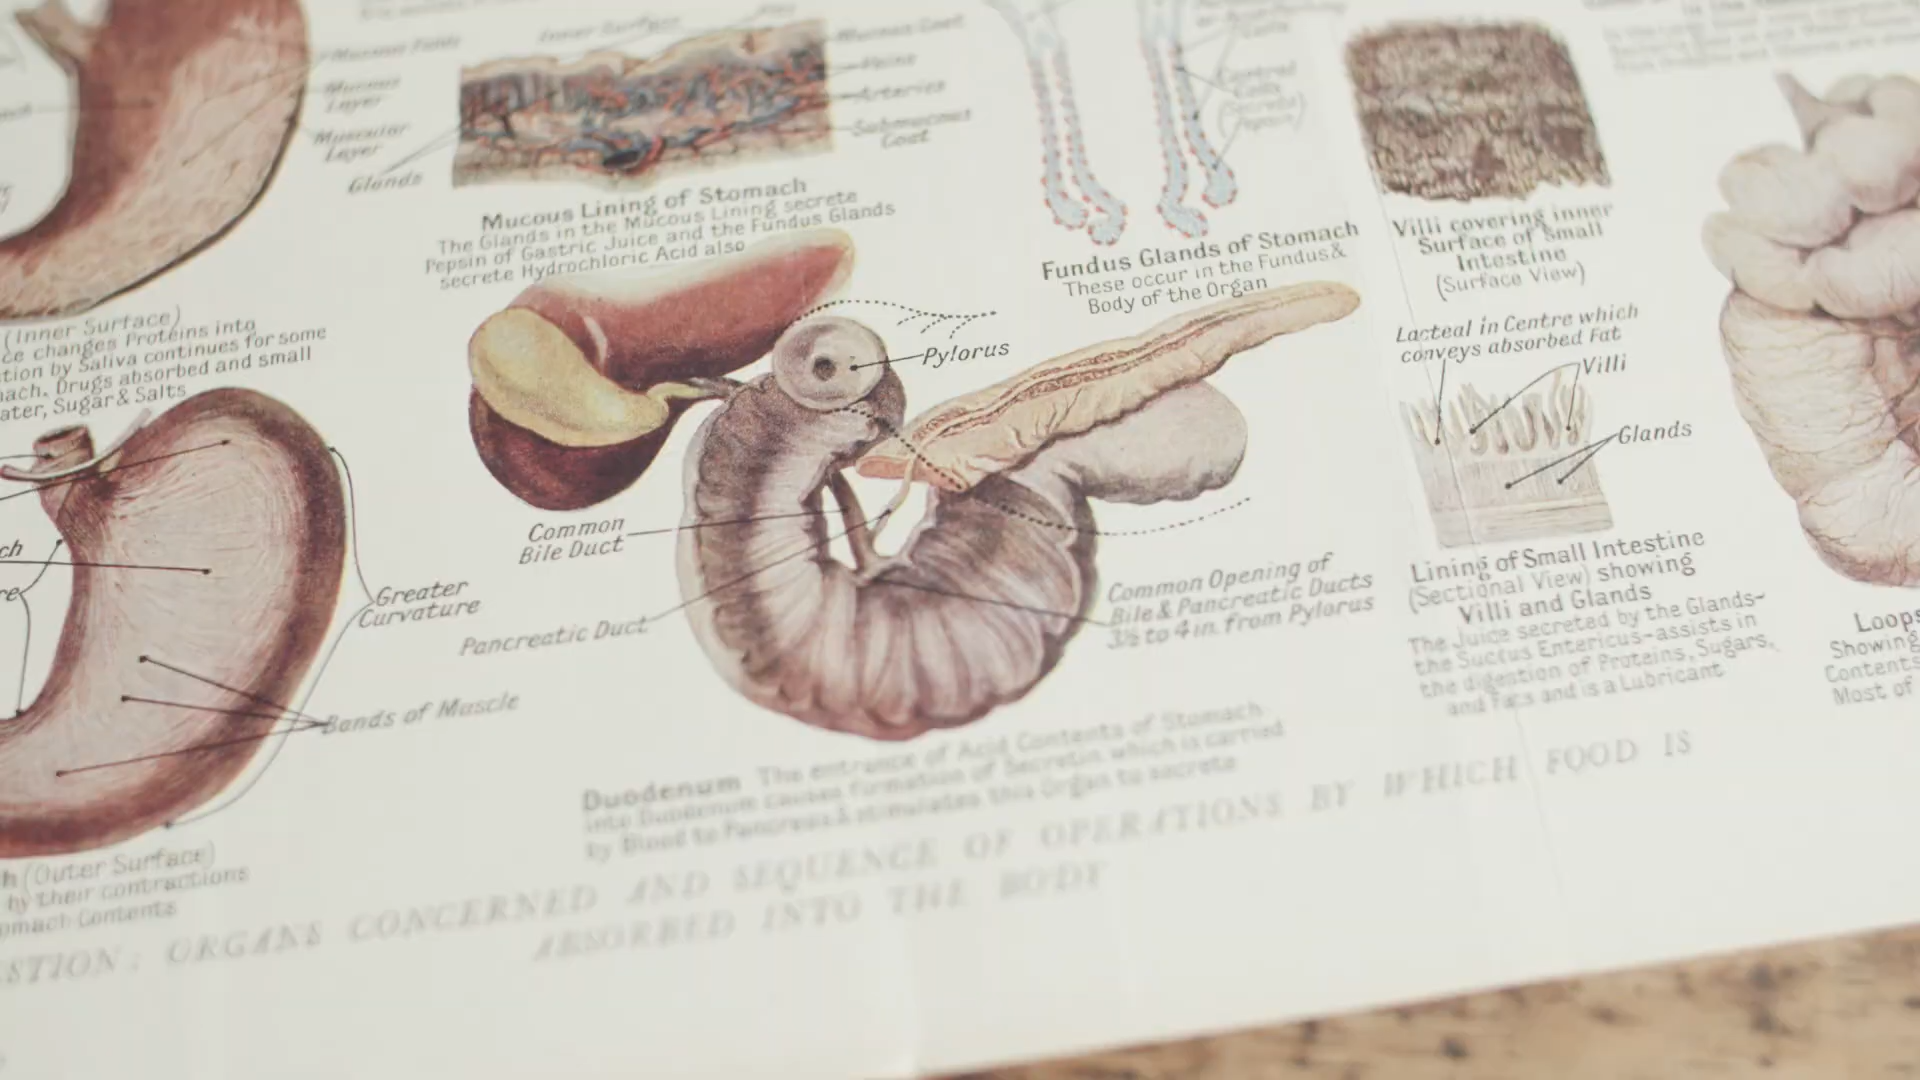 Mucous Folds
Mucous
Layer
Muscular
Layer
Glands
Inner Surface
Mucous Coat
Veins
Arteries
Submucous
Coat
Mucous Lining of Stomach
The Glands in the Mucous Lining secrete
Pepsin of Gastric Juice and the Fundus Glands
secrete Hydrochloric Acid also
Central
Cells
(Secrete
Pepsin)
Fundus Glands of Stomach
These occur in the Fundus &
Body of the Organ
Villi covering inner
Surface of Small
Intestine
(Surface View)
(Inner Surface)
ce changes Proteins into
tion by Saliva continues for some
ach. Drugs absorbed and small
ater, Sugar & Salts
Pylorus
Lacteal in Centre which
conveys absorbed Fat
Villi
Glands
Common
Bile Duct
Pancreatic Duct
Common Opening of
Bile & Pancreatic Ducts
3½ to 4 in. from Pylorus
ch
re
Greater
Curvature
Bands of Muscle
Lining of Small Intestine
(Sectional View) showing
Villi and Glands
The Juice secreted by the Glands-
the Succus Entericus-assists in
the digestion of Proteins, Sugars,
and Fats and is a Lubricant
Loops
Showing
Contents
Most of
Duodenum The entrance of Acid Contents of Stomach
into Duodenum causes formation of Secretin which is carried
by Blood to Pancreas & stimulates this Organ to secrete
h (Outer Surface)
by their contractions
omach Contents
STION: ORGANS CONCERNED AND SEQUENCE OF OPERATIONS BY WHICH FOOD IS
ABSORBED INTO THE BODY